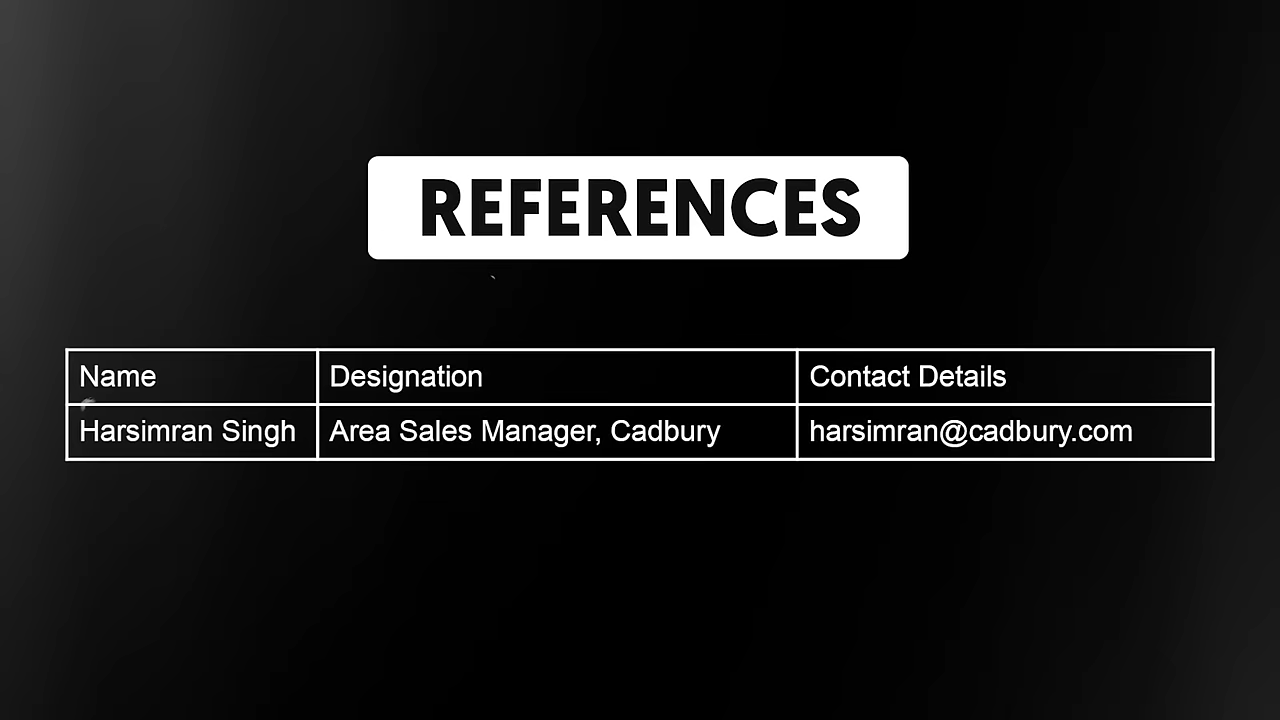 REFERENCES
Name Designation Contact Details
Harsimran Singh Area Sales Manager, Cadbury harsimran@cadbury.com